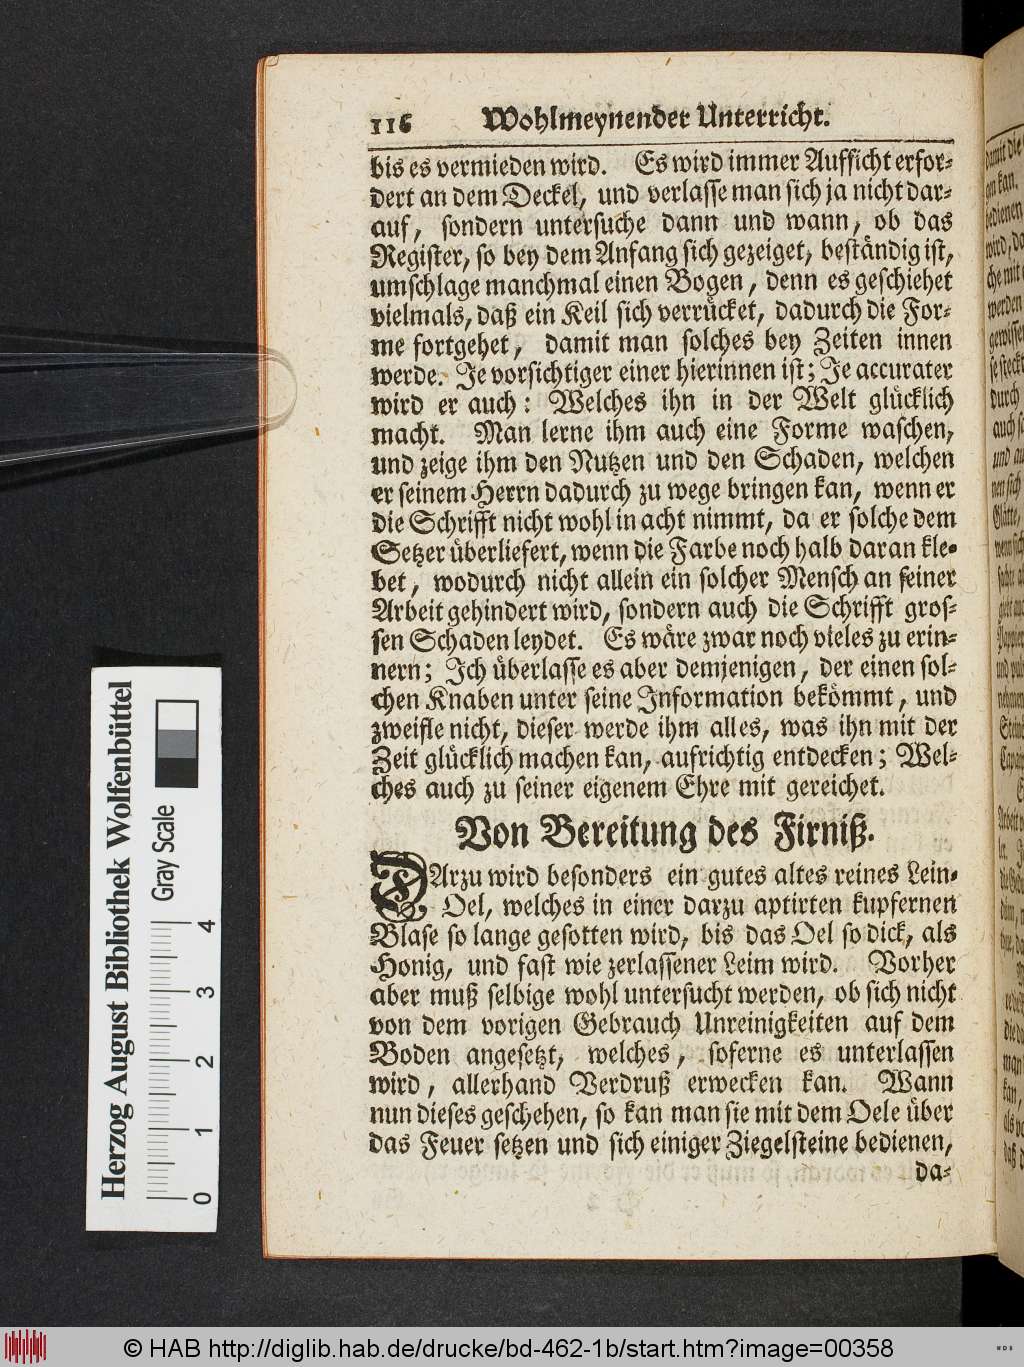 116 Wohlmeynender Unterricht.
bis es vermieden wird. Es wird immer Aufsicht erfor-
dert an dem Deckel, und verlasse man sich ja nicht dar-
auf, sondern untersuche dann und wann, ob das
Register, so bey dem Anfang sich gezeiget, beständig ist,
umschlage manchmal einen Bogen, denn es geschiehet
vielmals, daß ein Keil sich verrücket, dadurch die For-
me fortgehet, damit man solches bey Zeiten innen
werde. Je vorsichtiger einer hierinnen ist; Je accurater
wird er auch: Welches ihn in der Welt glücklich
macht. Man lerne ihm auch eine Forme waschen,
und zeige ihm den Nutzen und den Schaden, welchen
er seinem Herrn dadurch zu wege bringen kan, wenn er
die Schrifft nicht wohl in acht nimmt, da er solche dem
Setzer überliefert, wenn die Farbe noch halb daran kle-
bet, wodurch nicht allein ein solcher Mensch an seiner
Arbeit gehindert wird, sondern auch die Schrifft gros-
sen Schaden leydet. Es wäre zwar noch vieles zu erin-
nern; Ich überlasse es aber demjenigen, der einen sol-
chen Knaben unter seine Information bekömmt, und
zweifle nicht, dieser werde ihm alles, was ihn mit der
Zeit glücklich machen kan, aufrichtig entdecken; Wel-
ches auch zu seiner eigenem Ehre mit gereichet.
Von Bereitung des Firniß.
DArzu wird besonders ein gutes altes reines Lein-
Oel, welches in einer darzu aptirten kupfernen
Blase so lange gesotten wird, bis das Oel so dick, als
Honig, und fast wie zerlassener Leim wird. Vorher
aber muß selbige wohl untersucht werden, ob sich nicht
von dem vorigen Gebrauch Unreinigkeiten auf dem
Boden angesetzt, welches, soferne es unterlassen
wird, allerhand Verdruß erwecken kan. Wann
nun dieses geschehen, so kan man sie mit dem Oele über
das Feuer setzen und sich einiger Ziegelsteine bedienen,
da-
Herzog August Bibliothek Wolfenbüttel
Gray Scale
0 1 2 3 4
© HAB http://diglib.hab.de/drucke/bd-462-1b/start.htm?image=00358